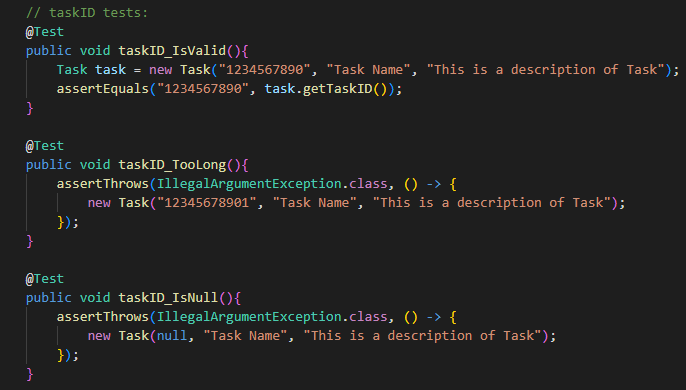 // taskID tests:
@Test
public void taskID_IsValid(){
Task task = new Task("1234567890", "Task Name", "This is a description of Task");
assertEquals("1234567890", task.getTaskID());
}
@Test
public void taskID_TooLong(){
assertThrows(IllegalArgumentException.class, () -> {
new Task("12345678901", "Task Name", "This is a description of Task");
});
}
@Test
public void taskID_IsNull(){
assertThrows(IllegalArgumentException.class, () -> {
new Task(null, "Task Name", "This is a description of Task");
});
}